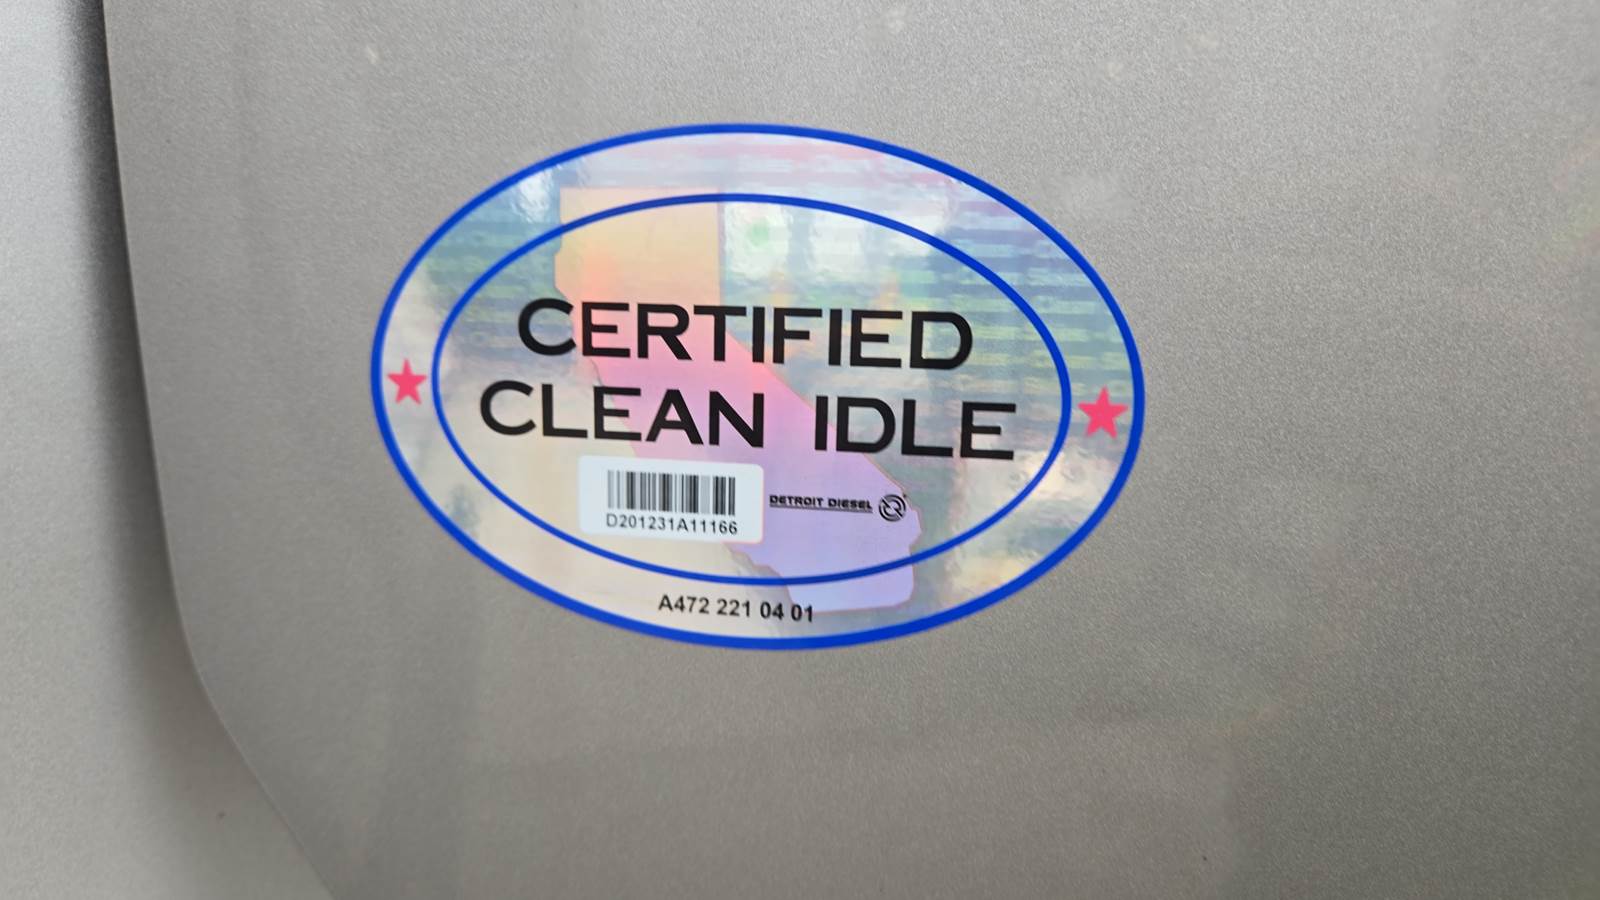 CERTIFIED
CLEAN IDLE
DETROIT DIESEL
D201231A11166
A472 221 04 01